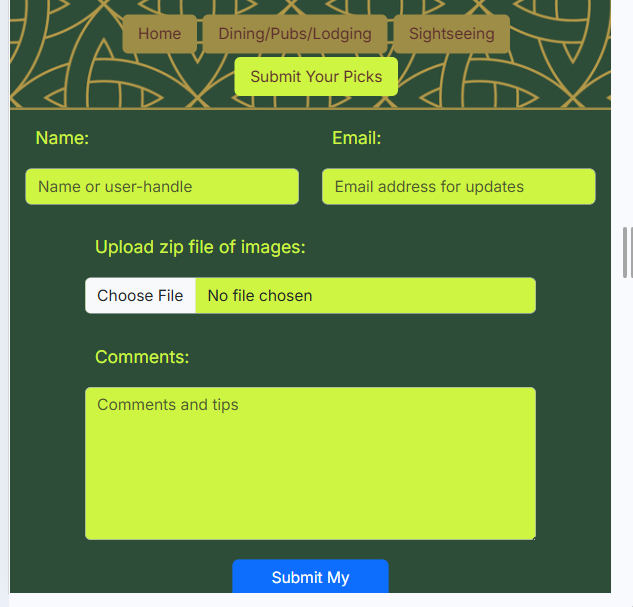 Home Dining/Pubs/Lodging Sightseeing
Submit Your Picks
Name: Email:
Name or user-handle Email address for updates
Upload zip file of images:
Choose File No file chosen
Comments:
Comments and tips
Submit My